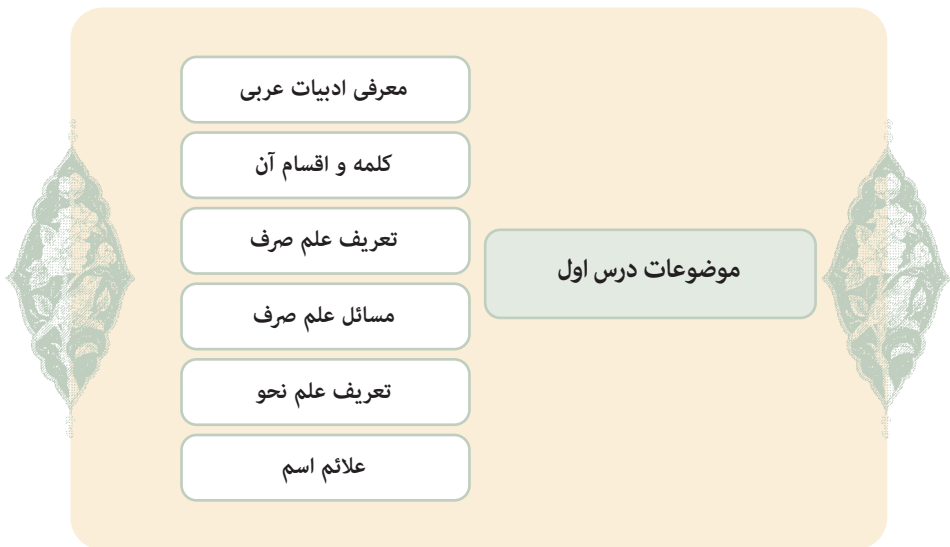 موضوعات درس اول
معرفی ادبیات عربی
کلمه و اقسام آن
تعریف علم صرف
مسائل علم صرف
تعریف علم نحو
علائم اسم